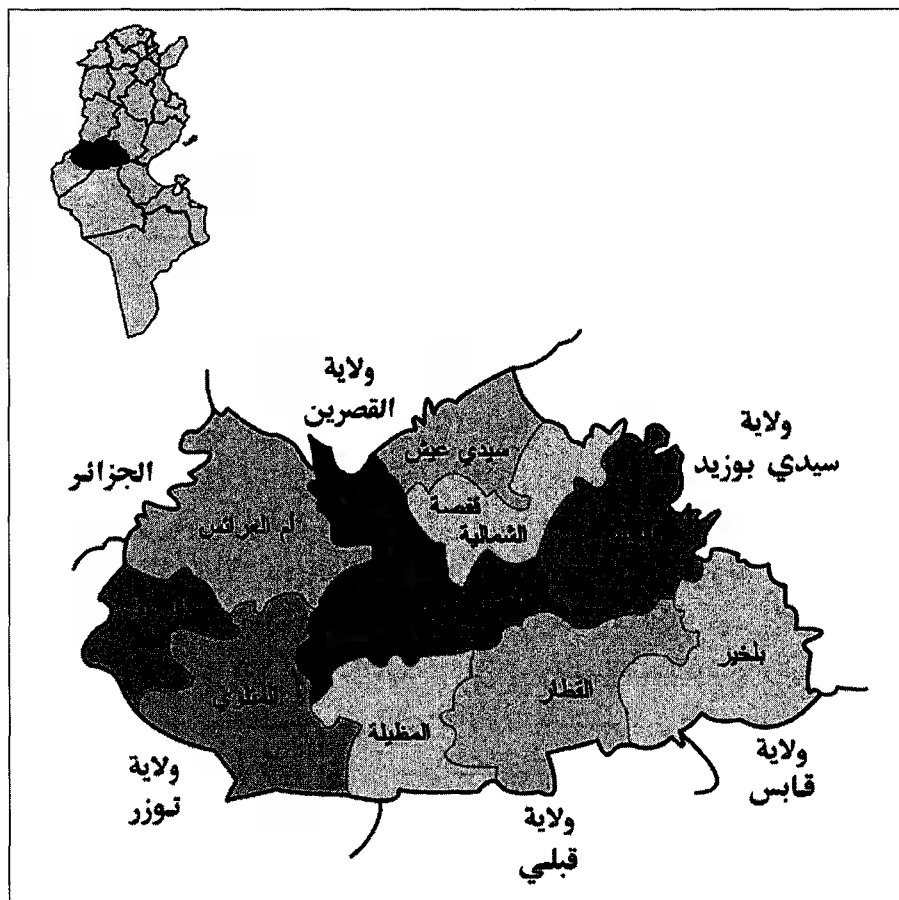 ولاية
القصرين
ولاية
سيدي بوزيد
الجزائر
سيدي عيش
قفصة
الشمالية
أم العرائس
بلخير
القطار
المظيلة
المتلوي
ولاية
توزر
ولاية
قابس
ولاية
قبلي